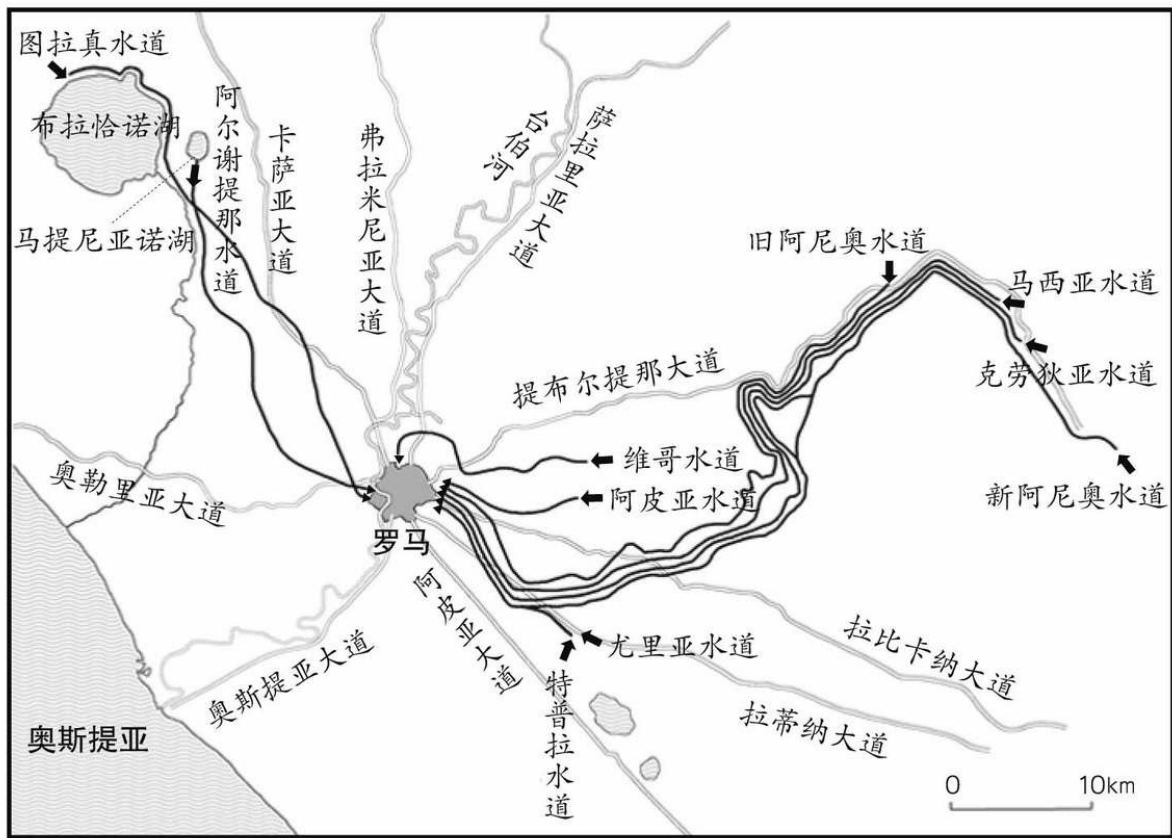 图拉真水道
布拉恰诺湖
马提尼亚诺湖
阿尔谢提那水道
卡萨亚大道
弗拉米尼亚大道
台伯河
萨拉里亚大道
旧阿尼奥水道
马西亚水道
克劳狄亚水道
新阿尼奥水道
提布尔提那大道
维哥水道
阿皮亚水道
奥勒里亚大道
罗马
阿皮亚大道
奥斯提亚大道
特普拉水道
尤里亚水道
拉比卡纳大道
拉蒂纳大道
奥斯提亚
0 10km